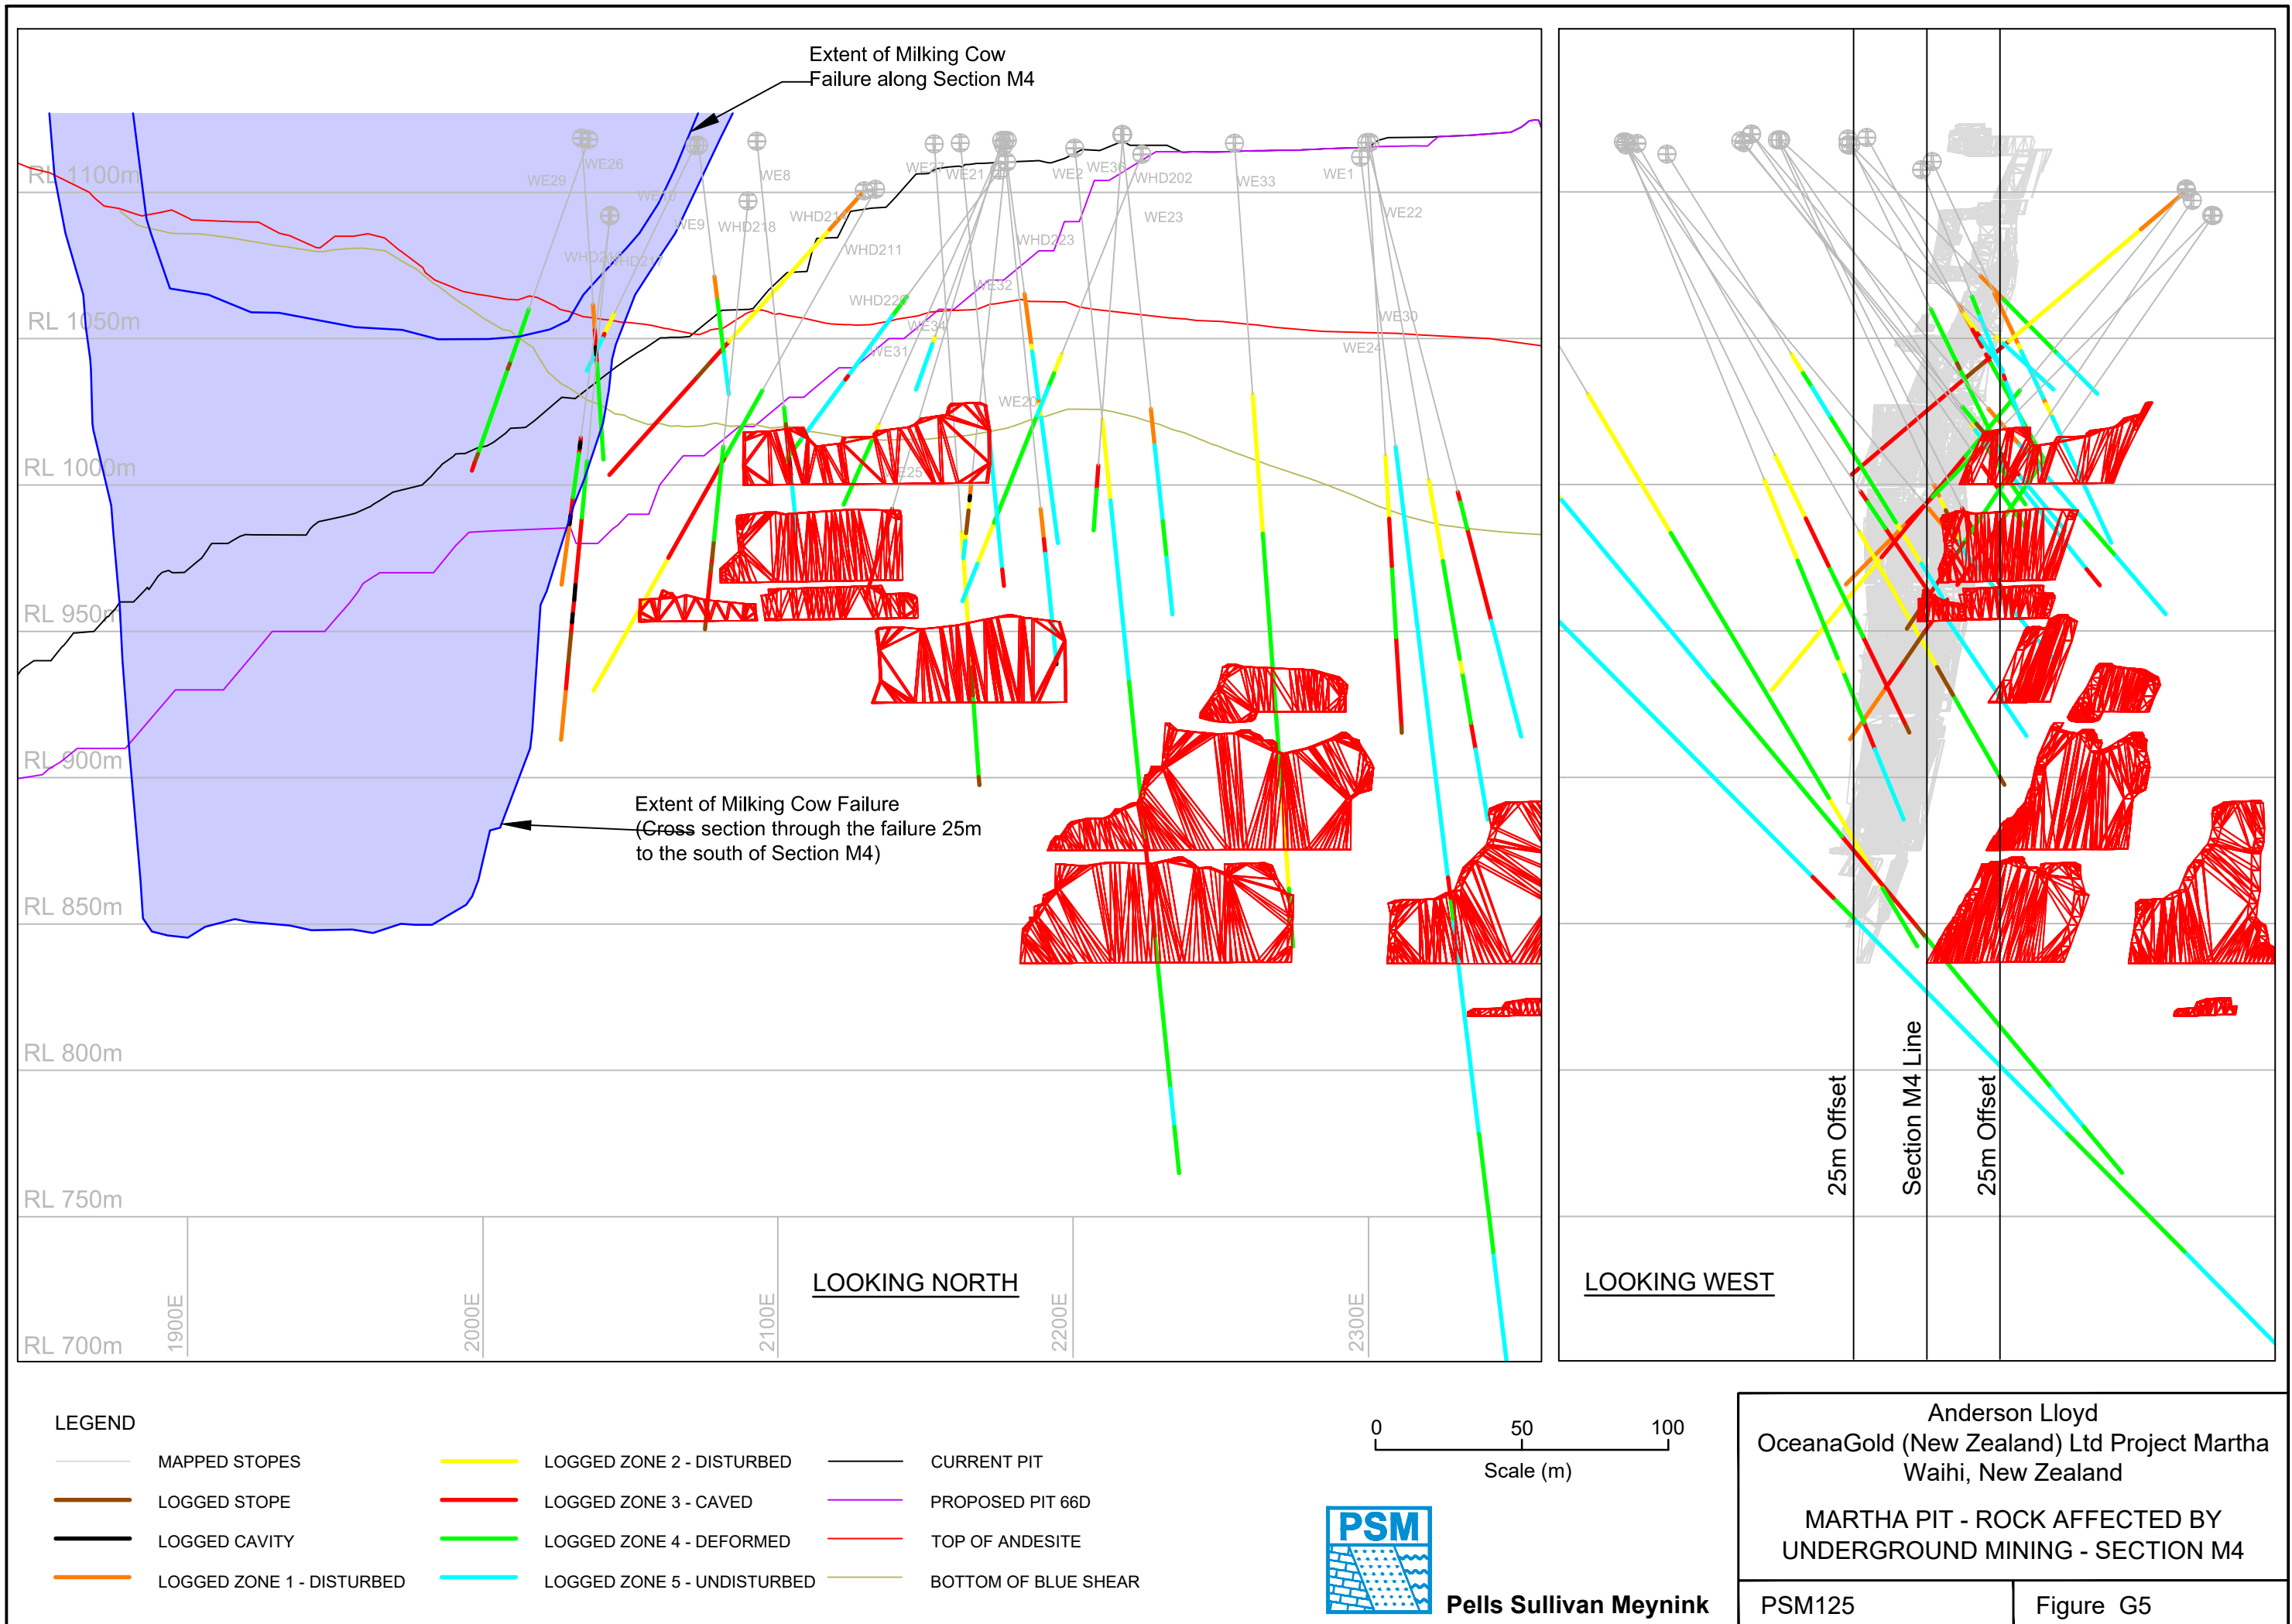 Extent of Milking Cow
Failure along Section M4
RL 1100m
RL 1050m
RL 1000m
RL 950m
RL 900m
RL 850m
RL 800m
RL 750m
RL 700m
WE29
WE26
WE9
WE8
WHD218
WHD217
WHD211
WE21
WE2
WE36
WHD202
WE33
WE1
WE23
WE22
WHD223
WE32
WE34
WE31
WE30
WE24
WE20
Extent of Milking Cow Failure
(Cross section through the failure 25m
to the south of Section M4)
1900E
2000E
2100E
2200E
2300E
LOOKING NORTH
25m Offset
Section M4 Line
25m Offset
LOOKING WEST
LEGEND
MAPPED STOPES
LOGGED STOPE
LOGGED CAVITY
LOGGED ZONE 1 - DISTURBED
LOGGED ZONE 2 - DISTURBED
LOGGED ZONE 3 - CAVED
LOGGED ZONE 4 - DEFORMED
LOGGED ZONE 5 - UNDISTURBED
CURRENT PIT
PROPOSED PIT 66D
TOP OF ANDESITE
BOTTOM OF BLUE SHEAR
0 50 100
Scale (m)
PSM
Pells Sullivan Meynink
Anderson Lloyd
OceanaGold (New Zealand) Ltd Project Martha
Waihi, New Zealand
MARTHA PIT - ROCK AFFECTED BY
UNDERGROUND MINING - SECTION M4
PSM125
Figure G5